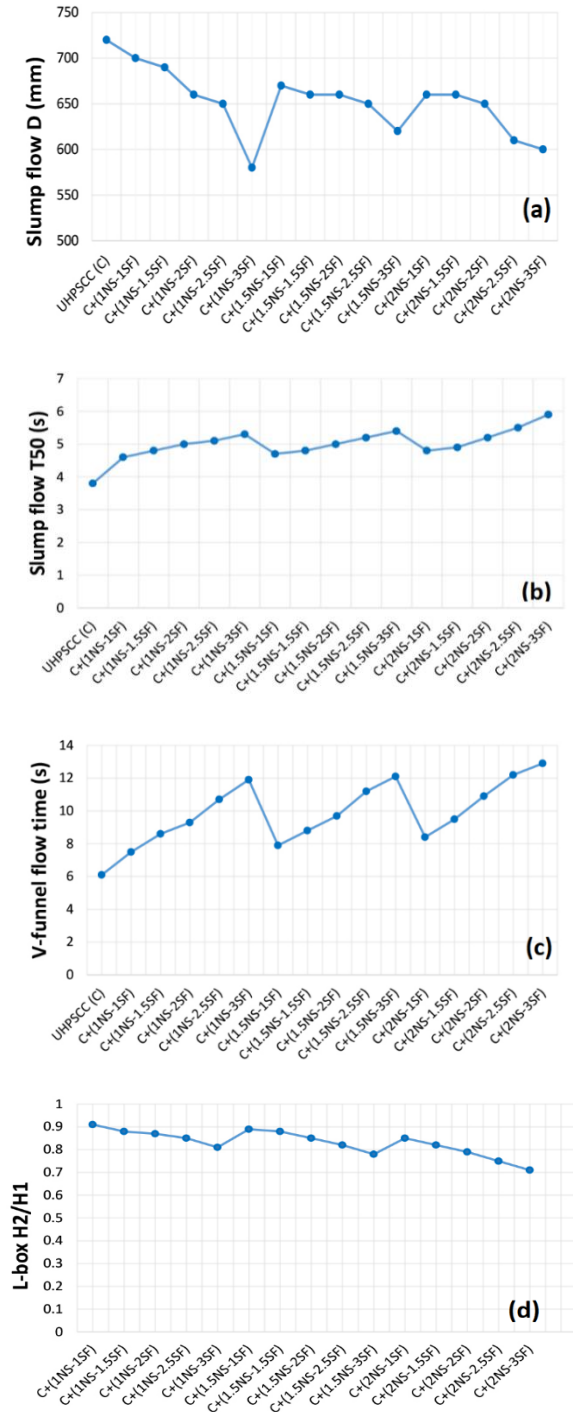 Slump flow D (mm)
750
700
650
600
550
500
(a)
UHPSCC (C)
C+(1NS-1SF)
C+(1NS-1.5SF)
C+(1NS-2SF)
C+(1NS-2.5SF)
C+(1NS-3SF)
C+(1.5NS-1SF)
C+(1.5NS-1.5SF)
C+(1.5NS-2SF)
C+(1.5NS-2.5SF)
C+(1.5NS-3SF)
C+(2NS-1SF)
C+(2NS-1.5SF)
C+(2NS-2SF)
C+(2NS-2.5SF)
C+(2NS-3SF)
Slump flow T50 (s)
7
6
5
4
3
2
1
0
(b)
UHPSCC (C)
C+(1NS-1SF)
C+(1NS-1.5SF)
C+(1NS-2SF)
C+(1NS-2.5SF)
C+(1NS-3SF)
C+(1.5NS-1SF)
C+(1.5NS-1.5SF)
C+(1.5NS-2SF)
C+(1.5NS-2.5SF)
C+(1.5NS-3SF)
C+(2NS-1SF)
C+(2NS-1.5SF)
C+(2NS-2SF)
C+(2NS-2.5SF)
C+(2NS-3SF)
V-funnel flow time (s)
14
12
10
8
6
4
2
0
(c)
UHPSCC (C)
C+(1NS-1SF)
C+(1NS-1.5SF)
C+(1NS-2SF)
C+(1NS-2.5SF)
C+(1NS-3SF)
C+(1.5NS-1SF)
C+(1.5NS-1.5SF)
C+(1.5NS-2SF)
C+(1.5NS-2.5SF)
C+(1.5NS-3SF)
C+(2NS-1SF)
C+(2NS-1.5SF)
C+(2NS-2SF)
C+(2NS-2.5SF)
C+(2NS-3SF)
L-box H2/H1
1
0.9
0.8
0.7
0.6
0.5
0.4
0.3
0.2
0.1
0
(d)
C+(1NS-1SF)
C+(1NS-1.5SF)
C+(1NS-2SF)
C+(1NS-2.5SF)
C+(1NS-3SF)
C+(1.5NS-1SF)
C+(1.5NS-1.5SF)
C+(1.5NS-2SF)
C+(1.5NS-2.5SF)
C+(1.5NS-3SF)
C+(2NS-1SF)
C+(2NS-1.5SF)
C+(2NS-2SF)
C+(2NS-2.5SF)
C+(2NS-3SF)